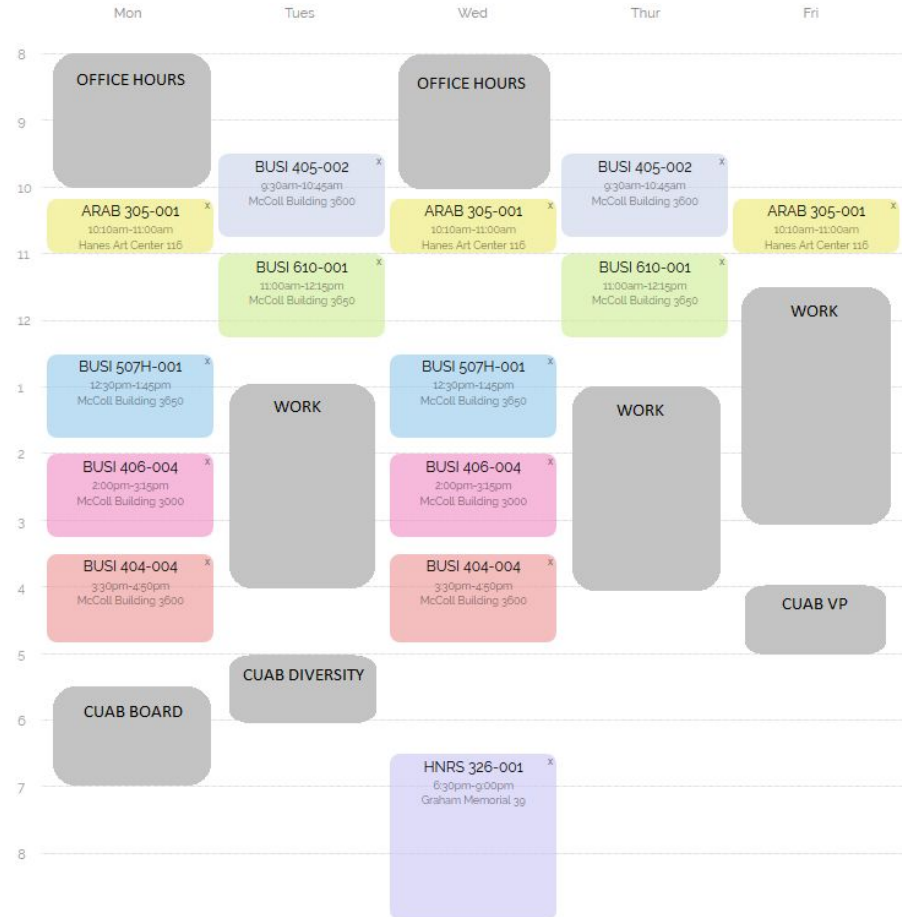 Mon Tues Wed Thur Fri
8
OFFICE HOURS
OFFICE HOURS
9
BUSI 405-002 x
9:30am-10:45am
McColl Building 3600
BUSI 405-002 x
9:30am-10:45am
McColl Building 3600
10
ARAB 305-001 x
10:10am-11:00am
Hanes Art Center 116
ARAB 305-001 x
10:10am-11:00am
Hanes Art Center 116
ARAB 305-001 x
10:10am-11:00am
Hanes Art Center 116
11
BUSI 610-001 x
11:00am-12:15pm
McColl Building 3650
BUSI 610-001 x
11:00am-12:15pm
McColl Building 3650
WORK
12
BUSI 507H-001 x
12:30pm-1:45pm
McColl Building 3650
BUSI 507H-001 x
12:30pm-1:45pm
McColl Building 3650
1
WORK
WORK
2
BUSI 406-004 x
2:00pm-3:15pm
McColl Building 3000
BUSI 406-004 x
2:00pm-3:15pm
McColl Building 3000
3
BUSI 404-004 x
3:30pm-4:50pm
McColl Building 3600
BUSI 404-004 x
3:30pm-4:50pm
McColl Building 3600
4
CUAB VP
5
CUAB DIVERSITY
CUAB BOARD
6
HNRS 326-001 x
6:30pm-9:00pm
Graham Memorial 39
7
8